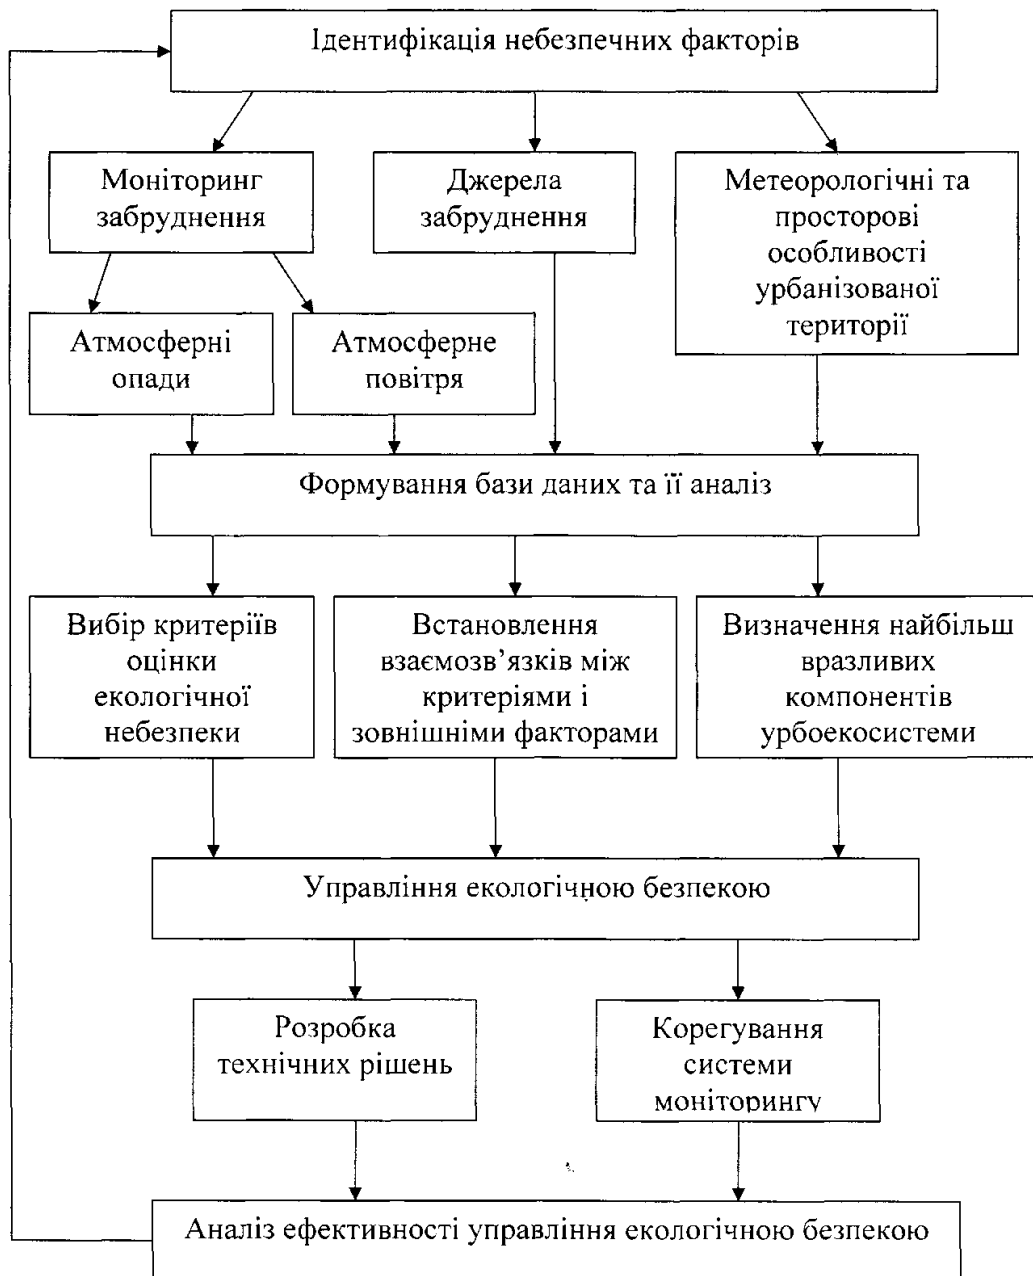 Ідентифікація небезпечних факторів
Моніторинг
забруднення
Джерела
забруднення
Метеорологічні та
просторові
особливості
урбанізованої
території
Атмосферні
опади
Атмосферне
повітря
Формування бази даних та її аналіз
Вибір критеріїв
оцінки
екологічної
небезпеки
Встановлення
взаємозв’язків між
критеріями і
зовнішніми факторами
Визначення найбільш
вразливих
компонентів
урбоекосистеми
Управління екологічною безпекою
Розробка
технічних рішень
Корегування
системи
моніторингу
Аналіз ефективності управління екологічною безпекою